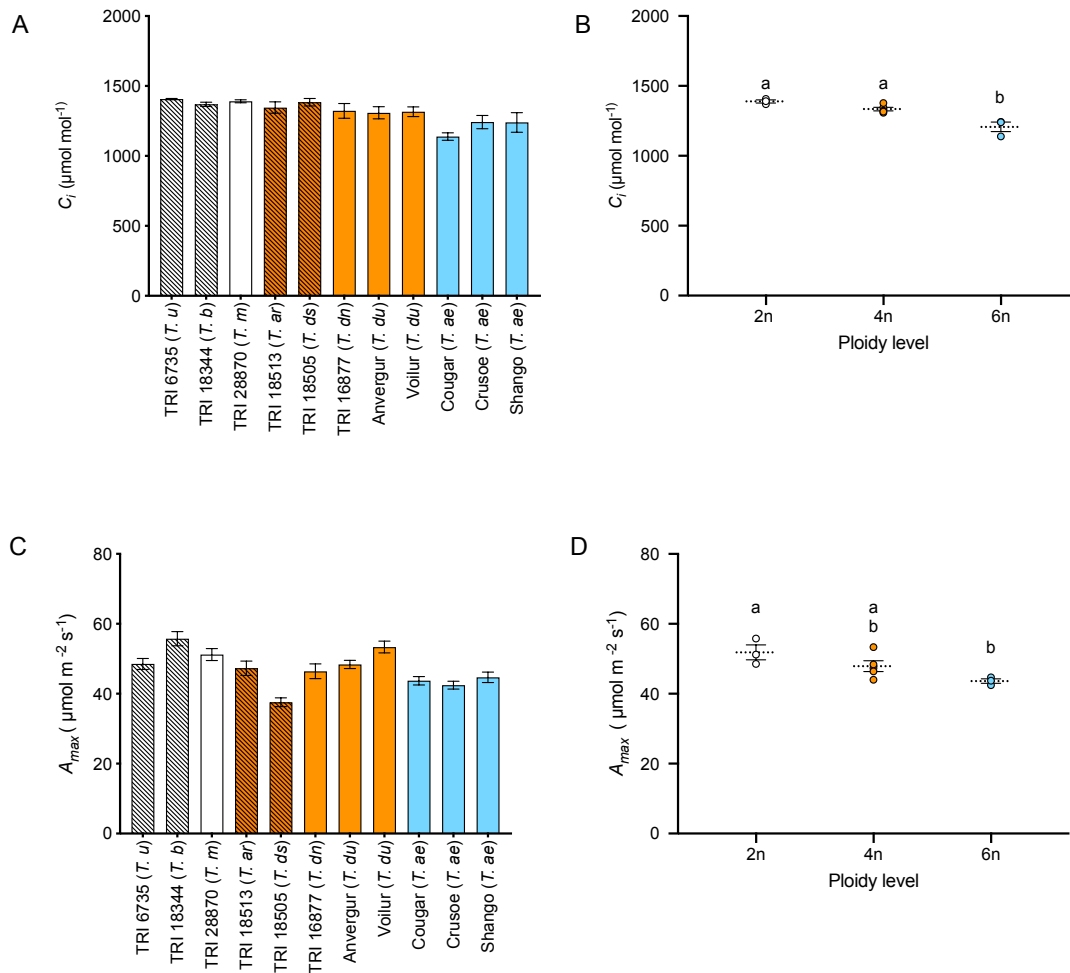 A
2000
1500
1000
500
0
C_i (µmol mol⁻¹)
TRI 6735 (T. u)
TRI 18344 (T. b)
TRI 28870 (T. m)
TRI 18513 (T. ar)
TRI 18505 (T. ds)
TRI 16877 (T. dn)
Anvergur (T. du)
Voilur (T. du)
Cougar (T. ae)
Crusoe (T. ae)
Shango (T. ae)
B
2000
1500
1000
500
0
C_i (µmol mol⁻¹)
a
a
b
2n
4n
6n
Ploidy level
C
80
60
40
20
0
A_max ( µmol m⁻² s⁻¹)
TRI 6735 (T. u)
TRI 18344 (T. b)
TRI 28870 (T. m)
TRI 18513 (T. ar)
TRI 18505 (T. ds)
TRI 16877 (T. dn)
Anvergur (T. du)
Voilur (T. du)
Cougar (T. ae)
Crusoe (T. ae)
Shango (T. ae)
D
80
60
40
20
0
A_max ( µmol m⁻² s⁻¹)
a
a
b
b
2n
4n
6n
Ploidy level